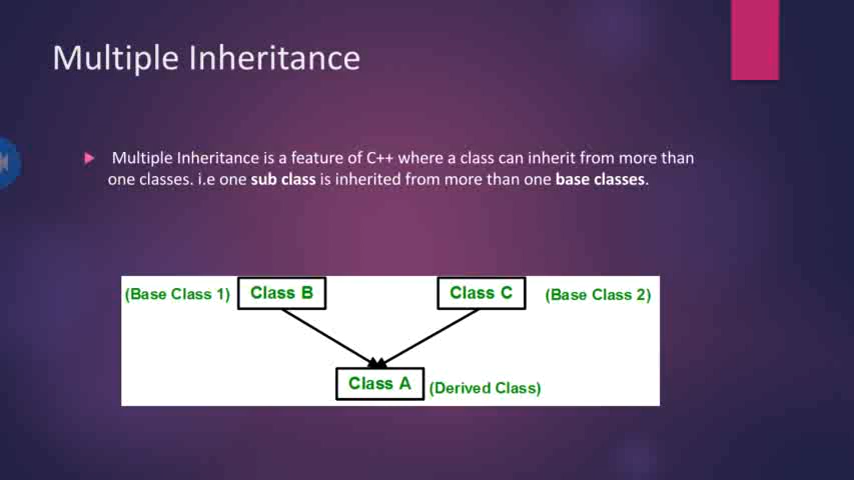 Multiple Inheritance
Multiple Inheritance is a feature of C++ where a class can inherit from more than
one classes. i.e one sub class is inherited from more than one base classes.
(Base Class 1) Class B Class C (Base Class 2)
Class A (Derived Class)